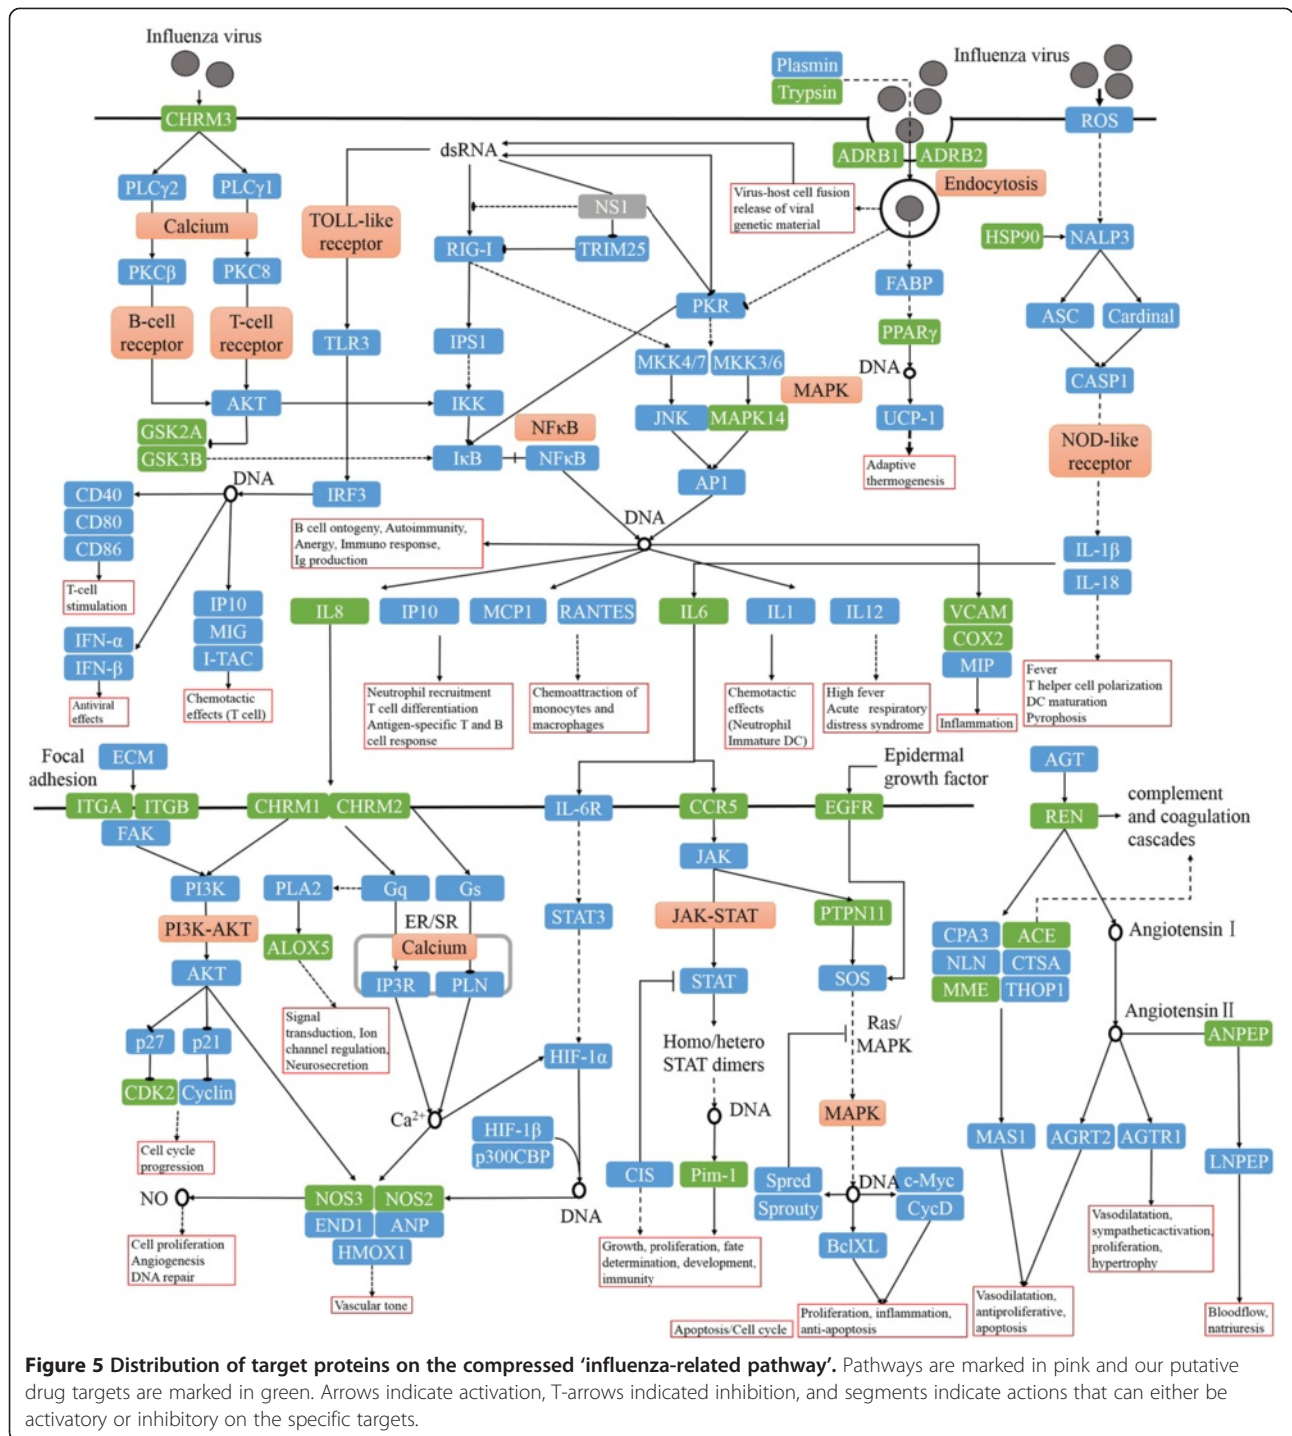 Influenza virus
Plasmin
Trypsin
Influenza virus
CHRM3
ROS
dsRNA
ADRB1
ADRB2
PLCγ2
PLCγ1
Virus-host cell fusion
release of viral
genetic material
Endocytosis
NS1
Calcium
TOLL-like
receptor
RIG-I
TRIM25
HSP90
NALP3
PKCβ
PKC8
FABP
PKR
B-cell
receptor
T-cell
receptor
ASC
Cardinal
TLR3
IPS1
PPARγ
MKK4/7
MKK3/6
DNA
CASP1
MAPK
AKT
IKK
JNK
MAPK14
UCP-1
GSK2A
GSK3B
NFκB
IκB
NFκB
NOD-like
receptor
Adaptive
thermogenesis
DNA
AP1
CD40
CD80
CD86
IRF3
DNA
B cell ontogeny, Autoimmunity,
Anergy, Immuno response,
Ig production
IL-1β
IL-18
T-cell
stimulation
IP10
MIG
I-TAC
IL8
IP10
MCP1
RANTES
IL6
IL1
IL12
VCAM
COX2
MIP
IFN-α
IFN-β
Antiviral
effects
Chemotactic
effects (T cell)
Neutrophil recruitment
T cell differentiation
Antigen-specific T and B
cell response
Chemoattraction of
monocytes and
macrophages
Chemotactic
effects
(Neutrophil
Immature DC)
High fever
Acute respiratory
distress syndrome
Inflammation
Fever
T helper cell polarization
DC maturation
Pyrophosis
Focal
adhesion
ECM
Epidermal
growth factor
AGT
ITGA
ITGB
CHRM1
CHRM2
IL-6R
CCR5
EGFR
REN
complement
and coagulation
cascades
FAK
JAK
PI3K
PLA2
Gq
Gs
PI3K-AKT
ER/SR
STAT3
JAK-STAT
PTPN11
ALOX5
Calcium
CPA3
ACE
NLN
CTSA
MME
THOP1
Angiotensin I
AKT
IP3R
PLN
STAT
SOS
Angiotensin II
Signal
transduction, Ion
channel regulation,
Neurosecretion
p27
p21
HIF-1α
Homo/hetero
STAT dimers
Ras/
MAPK
ANPEP
CDK2
Cyclin
Ca2+
DNA
MAPK
HIF-1β
p300CBP
MAS1
AGRT2
AGTR1
Cell cycle
progression
LNPEP
CIS
Pim-1
Spred
Sprouty
DNA
c-Myc
CycD
NO
NOS3
NOS2
END1
ANP
HMOX1
DNA
BclXL
Cell proliferation
Angiogenesis
DNA repair
Growth, proliferation, fate
determination, development,
immunity
Vasodilatation,
sympatheticactivation,
proliferation,
hypertrophy
Vascular tone
Apoptosis/Cell cycle
Proliferation, inflammation,
anti-apoptosis
Vasodilatation,
antiproliferative,
apoptosis
Bloodflow,
natriuresis
Figure 5 Distribution of target proteins on the compressed ‘influenza-related pathway’. Pathways are marked in pink and our putative
drug targets are marked in green. Arrows indicate activation, T-arrows indicated inhibition, and segments indicate actions that can either be
activatory or inhibitory on the specific targets.